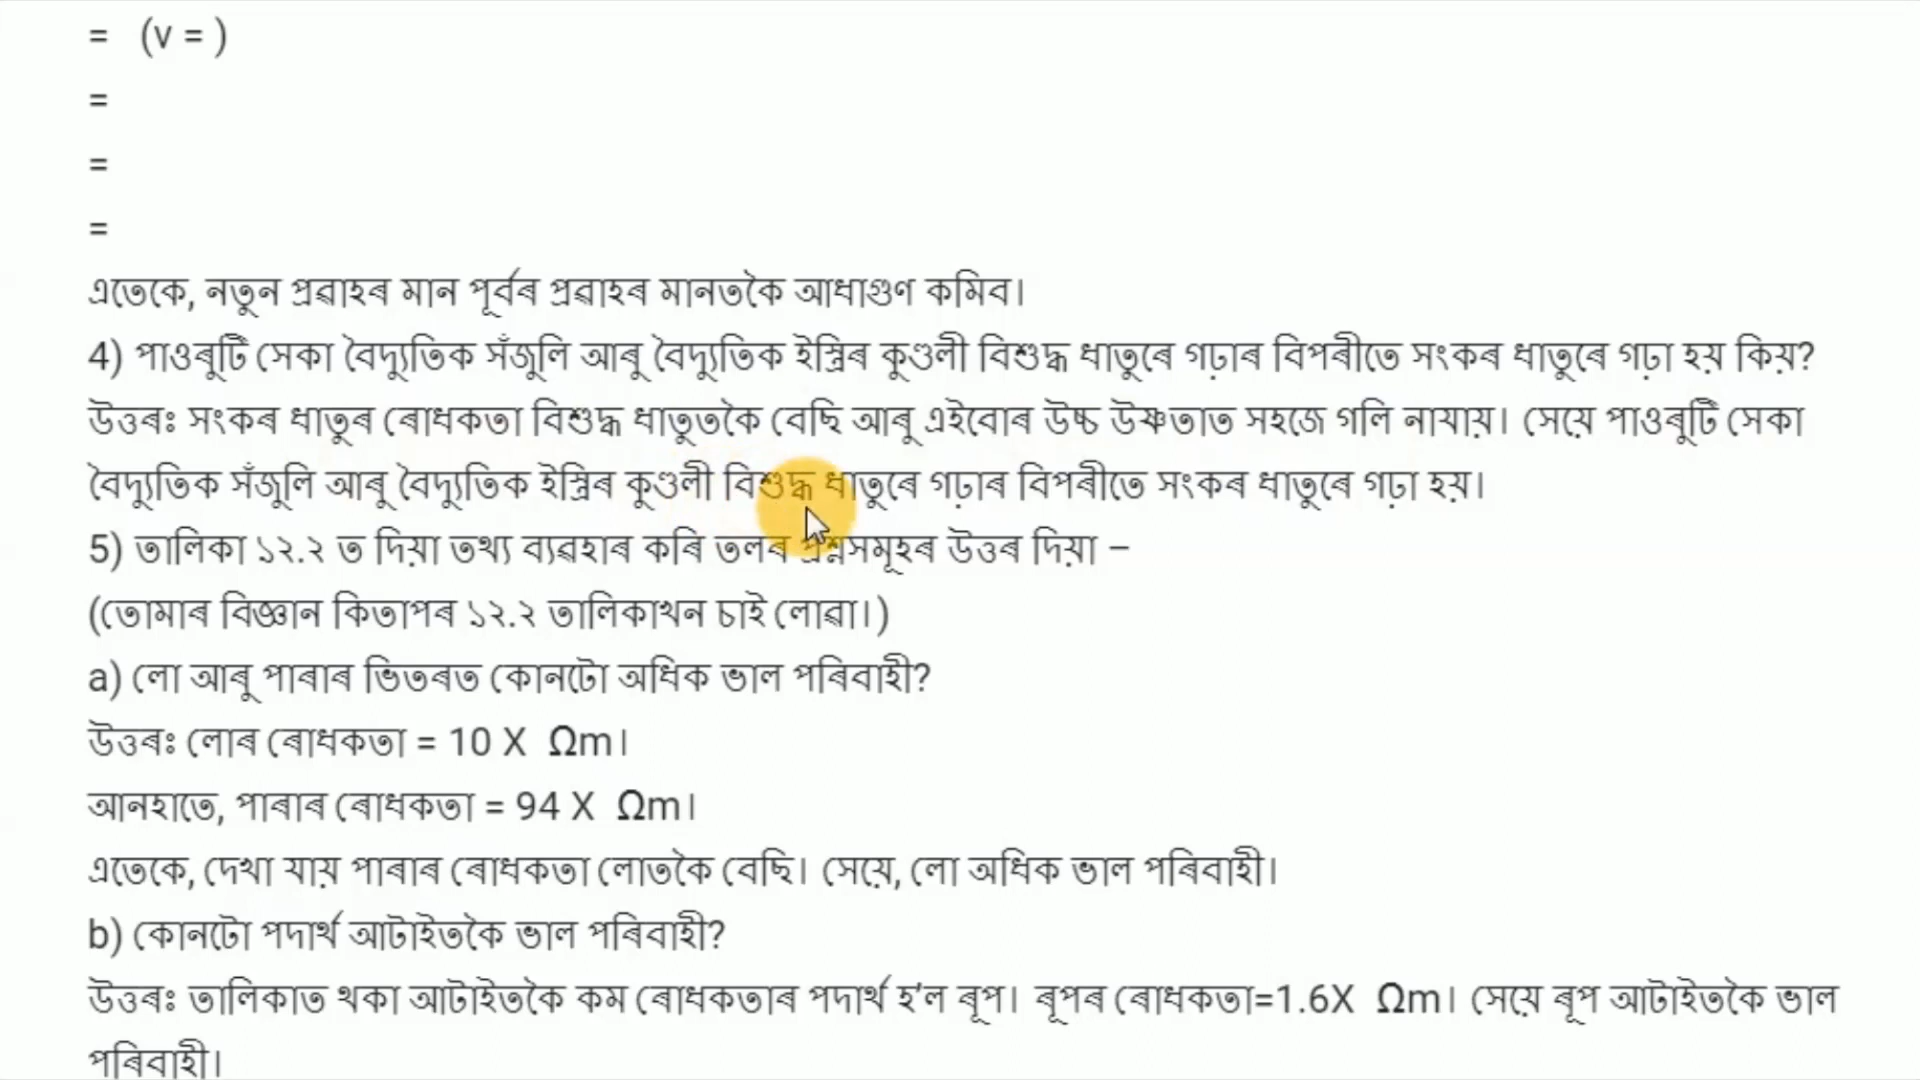 = (v = )
=
=
=
এতেকে, নতুন প্ৰৱাহৰ মান পূৰ্বৰ প্ৰৱাহৰ মানতকৈ আধাগুণ কমিব।
4) পাওৰুটি সেকা বৈদ্যুতিক সঁজুলি আৰু বৈদ্যুতিক ইস্ত্ৰিৰ কুণ্ডলী বিশুদ্ধ ধাতুৰে গঢ়াৰ বিপৰীতে সংকৰ ধাতুৰে গঢ়া হয় কিয়?
উত্তৰঃ সংকৰ ধাতুৰ ৰোধকতা বিশুদ্ধ ধাতুতকৈ বেছি আৰু এইবোৰ উচ্চ উষ্ণতাত সহজে গলি নাযায়। সেয়ে পাওৰুটি সেকা
বৈদ্যুতিক সঁজুলি আৰু বৈদ্যুতিক ইস্ত্ৰিৰ কুণ্ডলী বিশুদ্ধ ধাতুৰে গঢ়াৰ বিপৰীতে সংকৰ ধাতুৰে গঢ়া হয়।
5) তালিকা ১২.২ ত দিয়া তথ্য ব্যৱহাৰ কৰি তলৰ প্ৰশ্নসমূহৰ উত্তৰ দিয়া –
(তোমাৰ বিজ্ঞান কিতাপৰ ১২.২ তালিকাখন চাই লোৱা।)
a) লো আৰু পাৰাৰ ভিতৰত কোনটো অধিক ভাল পৰিবাহী?
উত্তৰঃ লোৰ ৰোধকতা = 10 X Ωm।
আনহাতে, পাৰাৰ ৰোধকতা = 94 X Ωm।
এতেকে, দেখা যায় পাৰাৰ ৰোধকতা লোতকৈ বেছি। সেয়ে, লো অধিক ভাল পৰিবাহী।
b) কোনটো পদাৰ্থ আটাইতকৈ ভাল পৰিবাহী?
উত্তৰঃ তালিকাত থকা আটাইতকৈ কম ৰোধকতাৰ পদাৰ্থ হ'ল ৰূপ। ৰূপৰ ৰোধকতা=1.6X Ωm। সেয়ে ৰূপ আটাইতকৈ ভাল
পৰিবাহী।